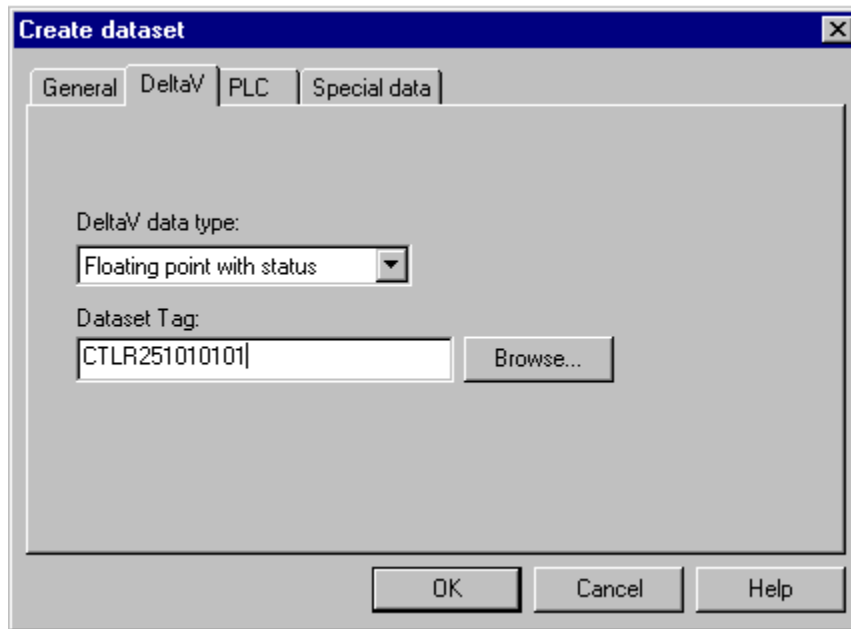 Create dataset
General DeltaV PLC Special data
DeltaV data type:
Floating point with status
Dataset Tag:
CTLR251010101
Browse...
OK Cancel Help